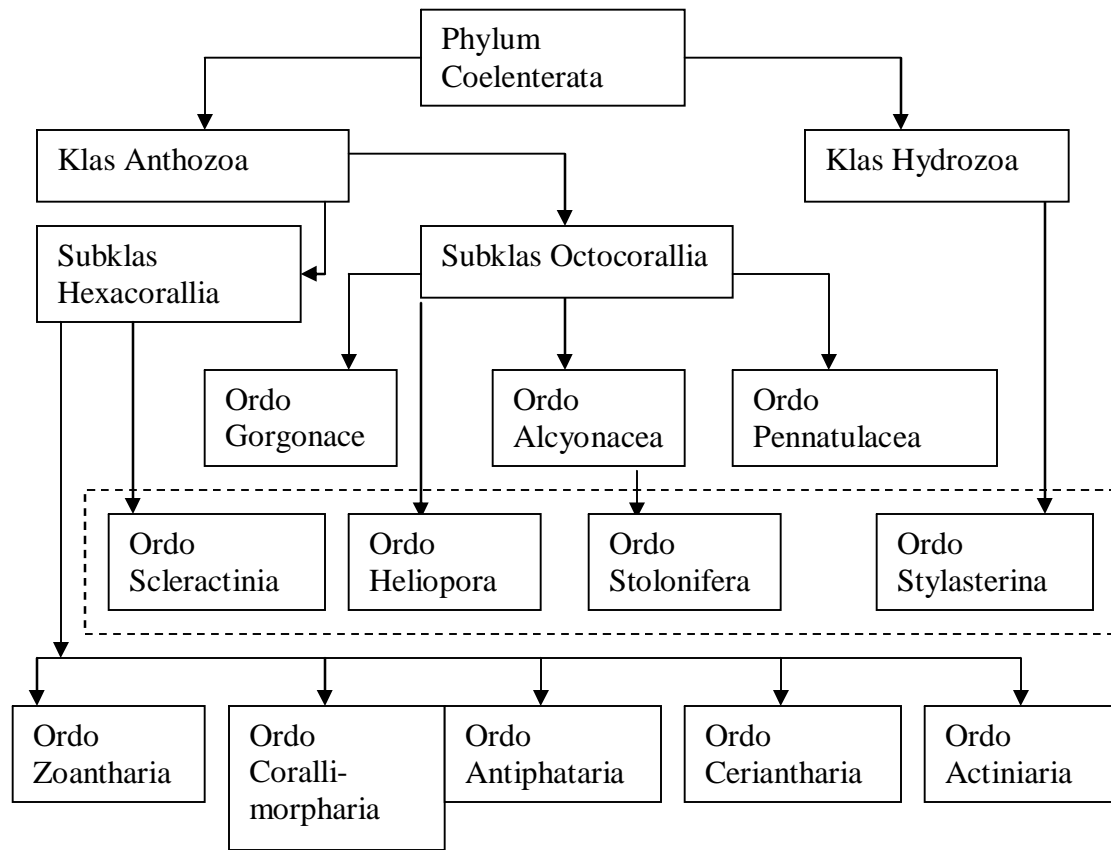 Phylum
Coelenterata
Klas Anthozoa
Klas Hydrozoa
Subklas
Hexacorallia
Subklas Octocorallia
Ordo
Gorgonace
Ordo
Alcyonacea
Ordo
Pennatulacea
Ordo
Scleractinia
Ordo
Heliopora
Ordo
Stolonifera
Ordo
Stylasterina
Ordo
Zoantharia
Ordo
Coralli-
morpharia
Ordo
Antiphataria
Ordo
Ceriantharia
Ordo
Actiniaria